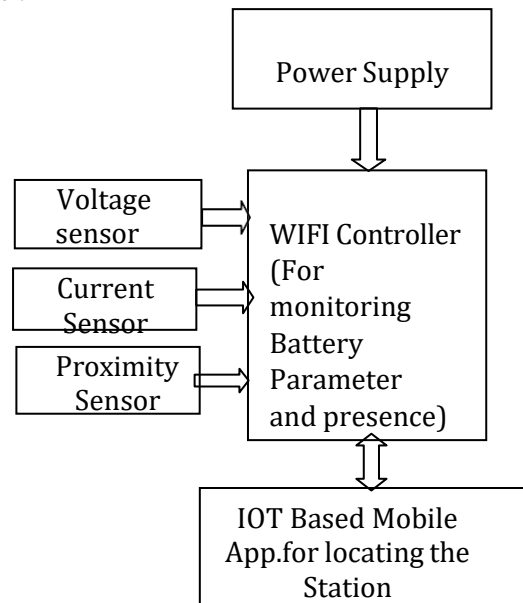 Power Supply
Voltage
sensor
Current
Sensor
Proximity
Sensor
WIFI Controller
(For
monitoring
Battery
Parameter
and presence)
IOT Based Mobile
App.for locating the
Station